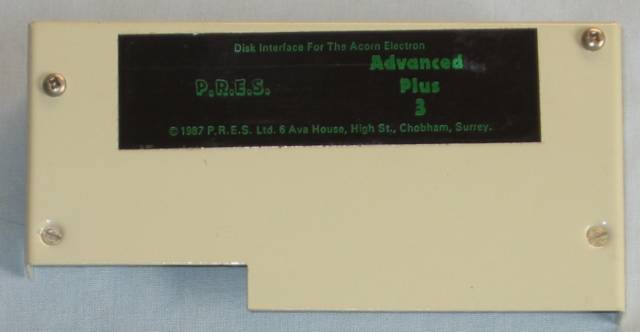 Disk Interface For The Acorn Electron
P.R.E.S.
Advanced
Plus
3
© 1987 P.R.E.S. Ltd. 6 Ava House, High St., Chobham, Surrey.